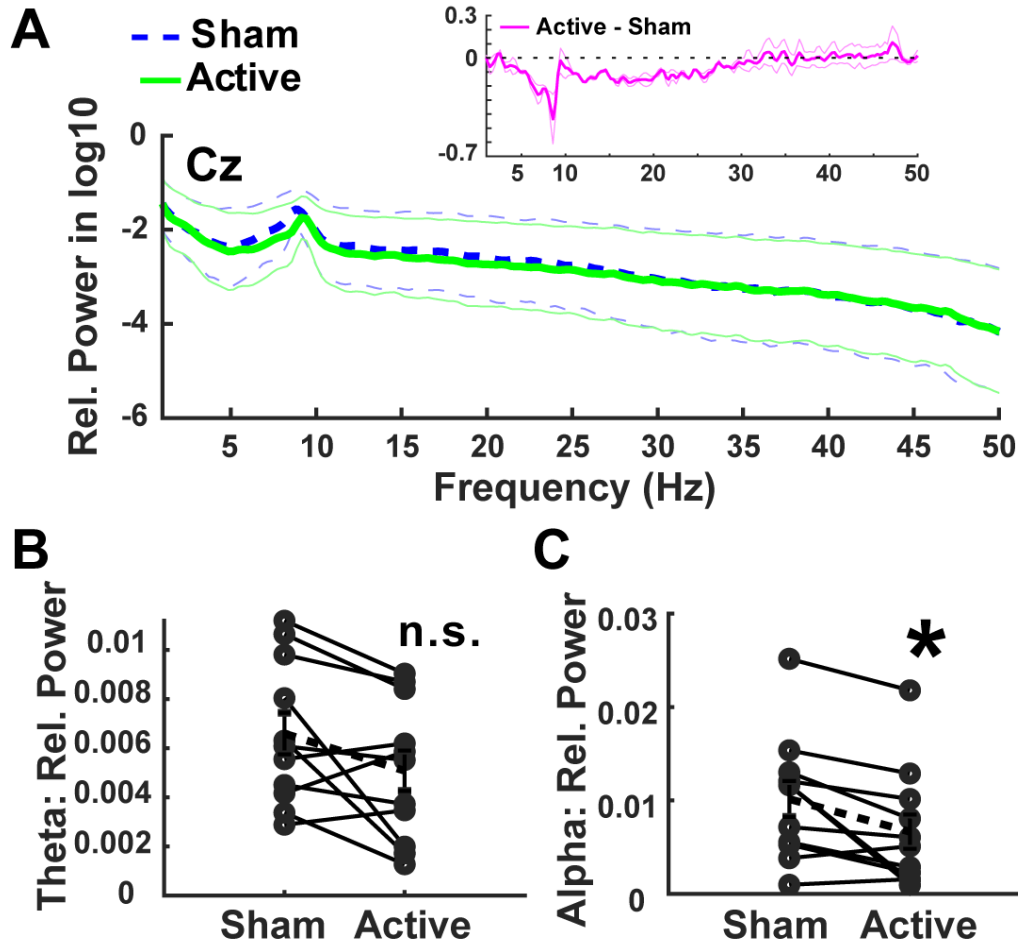 A
Sham
Active
Active - Sham
0.3
0
-0.7
5 10 20 30 40 50
Cz
Rel. Power in log10
0
-2
-4
-6
5 10 15 20 25 30 35 40 45 50
Frequency (Hz)
B
Theta: Rel. Power
0.01
0.008
0.006
0.004
0.002
0
n.s.
Sham Active
C
Alpha: Rel. Power
0.03
0.02
0.01
0
*
Sham Active